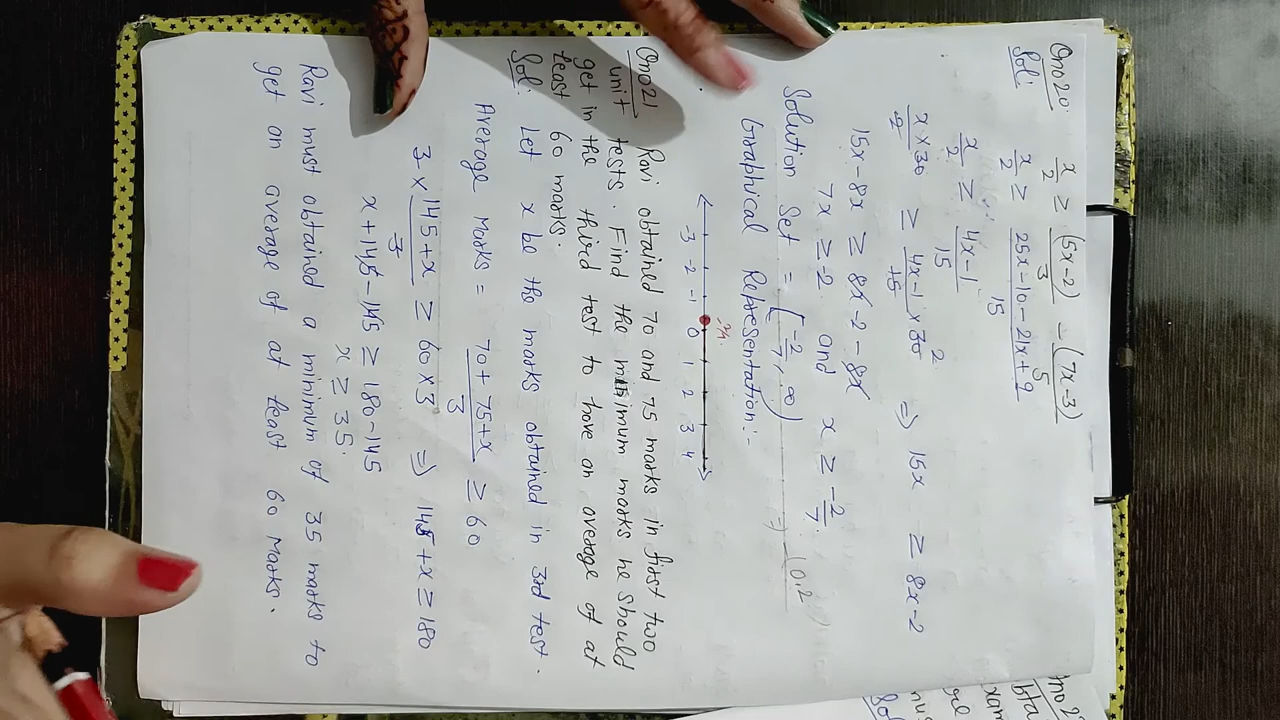 Qno20. x/2 ≥ (5x-2)/3 - (7x-3)/5
Sol: x/2 ≥ 25x-10-21x+9/15
x/2 ≥ 4x-1/15
x×30/2 ≥ 4x-1×30/15 2 ⇒ 15x ≥ 8x-2
15x-8x ≥ 8x-2-8x
7x ≥ -2 and x ≥ -2/7
Solution Set = [-2/7, ∞)
Graphical Representation:-
-2/7
-3 -2 -1 0 1 2 3 4
Qno21 Ravi obtained 70 and 75 marks in first two
unit tests. Find the minimum marks he should
get in the third test to have an average of at
least 60 marks.
Sol: Let x be the marks obtained in 3rd test.
Average Marks = 70+75+x/3 ≥ 60
3×145+x/3 ≥ 60×3 ⇒ 145+x ≥ 180
x+145-145 ≥ 180-145
x ≥ 35.
Ravi must obtained a minimum of 35 marks to
get an average of at least 60 Marks.